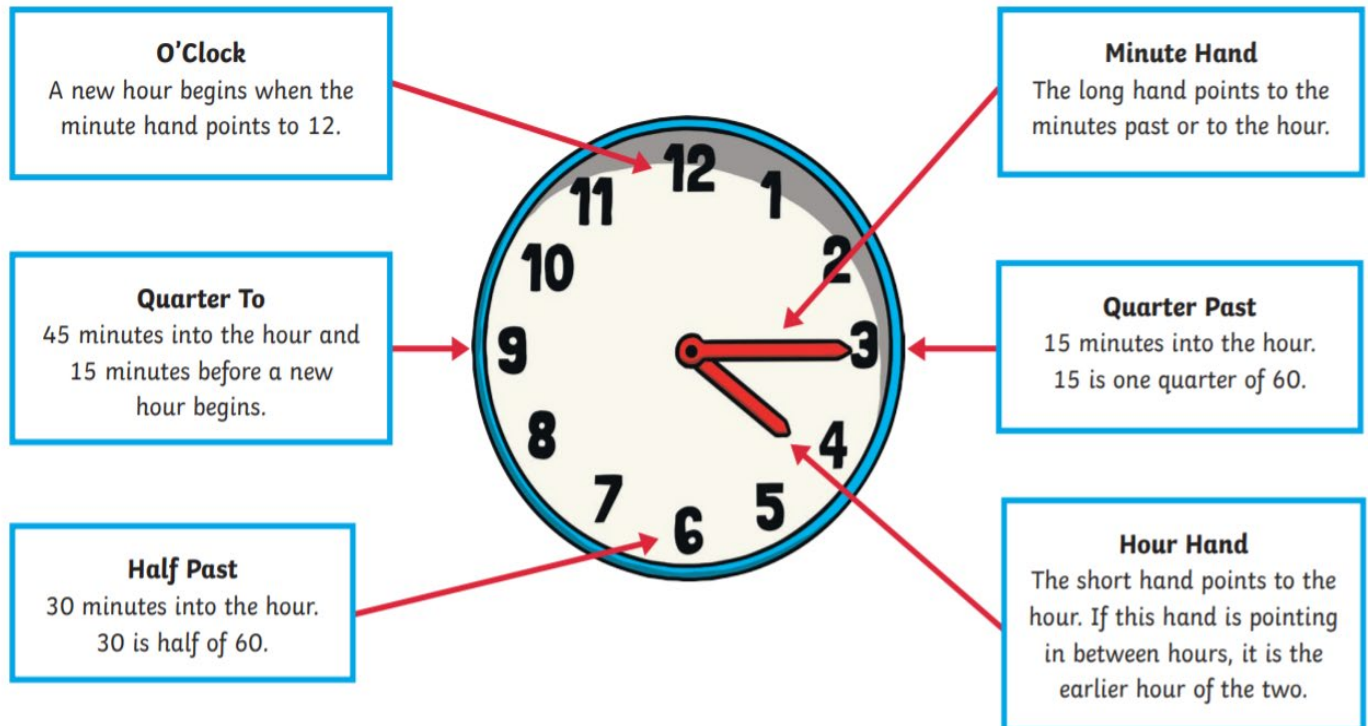 O'Clock
A new hour begins when the
minute hand points to 12.
Minute Hand
The long hand points to the
minutes past or to the hour.
Quarter To
45 minutes into the hour and
15 minutes before a new
hour begins.
12
1
2
3
4
5
6
7
8
9
10
11
Quarter Past
15 minutes into the hour.
15 is one quarter of 60.
Half Past
30 minutes into the hour.
30 is half of 60.
Hour Hand
The short hand points to the
hour. If this hand is pointing
in between hours, it is the
earlier hour of the two.